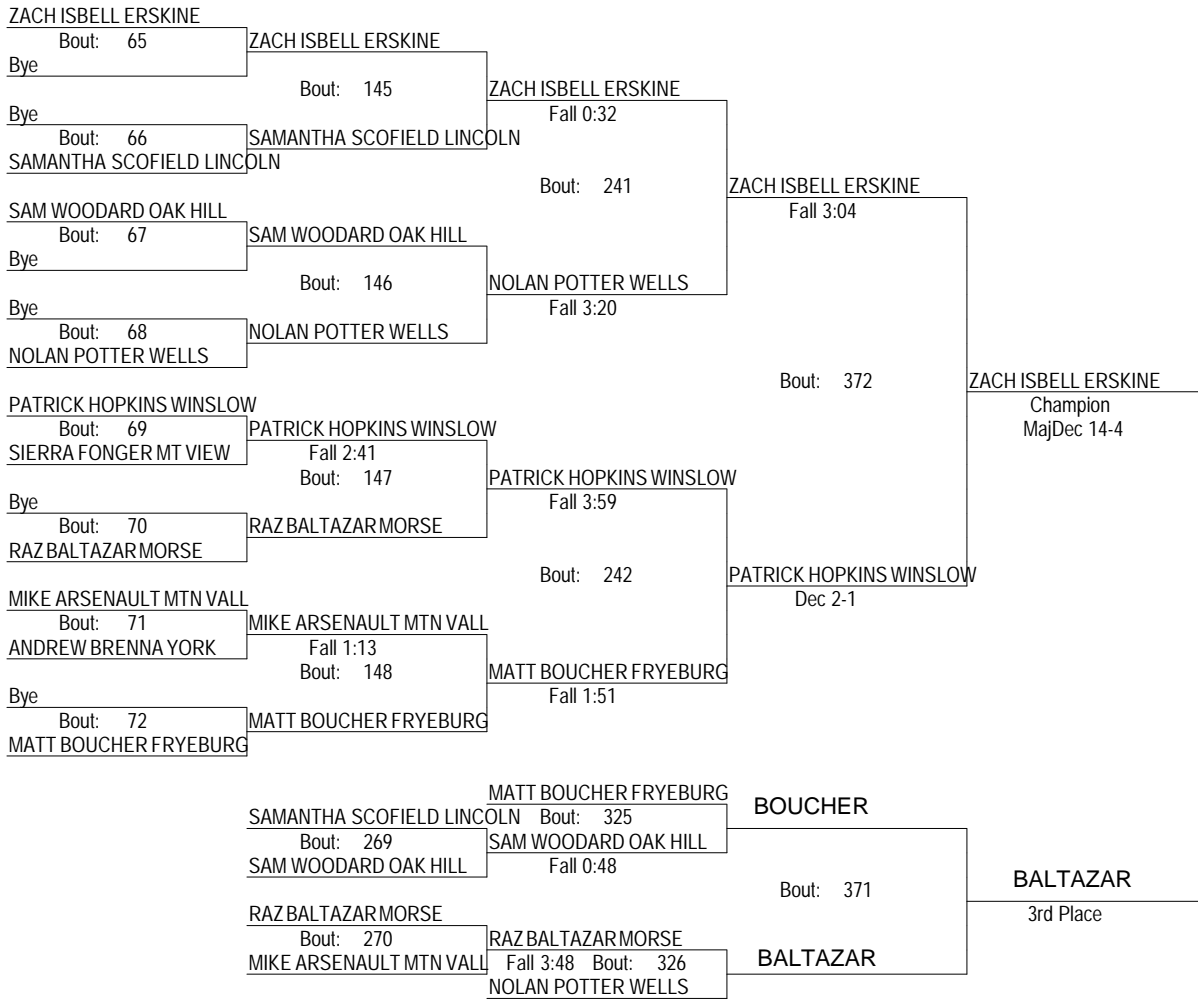 ZACH ISBELL ERSKINE
Bout: 65
Bye
ZACH ISBELL ERSKINE
Bout: 145
Bye
Bout: 66
SAMANTHA SCOFIELD LINCOLN
SAMANTHA SCOFIELD LINCOLN
ZACH ISBELL ERSKINE
Fall 0:32
Bout: 241
SAM WOODARD OAK HILL
Bout: 67
Bye
SAM WOODARD OAK HILL
Bout: 146
Bye
Bout: 68
NOLAN POTTER WELLS
NOLAN POTTER WELLS
NOLAN POTTER WELLS
Fall 3:20
ZACH ISBELL ERSKINE
Fall 3:04
Bout: 372
ZACH ISBELL ERSKINE
Champion
MajDec 14-4
PATRICK HOPKINS WINSLOW
Bout: 69
SIERRA FONGER MT VIEW
PATRICK HOPKINS WINSLOW
Fall 2:41
Bout: 147
Bye
Bout: 70
RAZ BALTAZAR MORSE
RAZ BALTAZAR MORSE
PATRICK HOPKINS WINSLOW
Fall 3:59
Bout: 242
PATRICK HOPKINS WINSLOW
Dec 2-1
MIKE ARSENAULT MTN VALL
Bout: 71
ANDREW BRENNA YORK
MIKE ARSENAULT MTN VALL
Fall 1:13
Bout: 148
Bye
Bout: 72
MATT BOUCHER FRYEBURG
MATT BOUCHER FRYEBURG
MATT BOUCHER FRYEBURG
Fall 1:51
MATT BOUCHER FRYEBURG
SAMANTHA SCOFIELD LINCOLN Bout: 325
Bout: 269
SAM WOODARD OAK HILL
SAM WOODARD OAK HILL
Fall 0:48
BOUCHER
Bout: 371
BALTAZAR
3rd Place
RAZ BALTAZAR MORSE
Bout: 270
MIKE ARSENAULT MTN VALL
RAZ BALTAZAR MORSE
Fall 3:48 Bout: 326
NOLAN POTTER WELLS
BALTAZAR